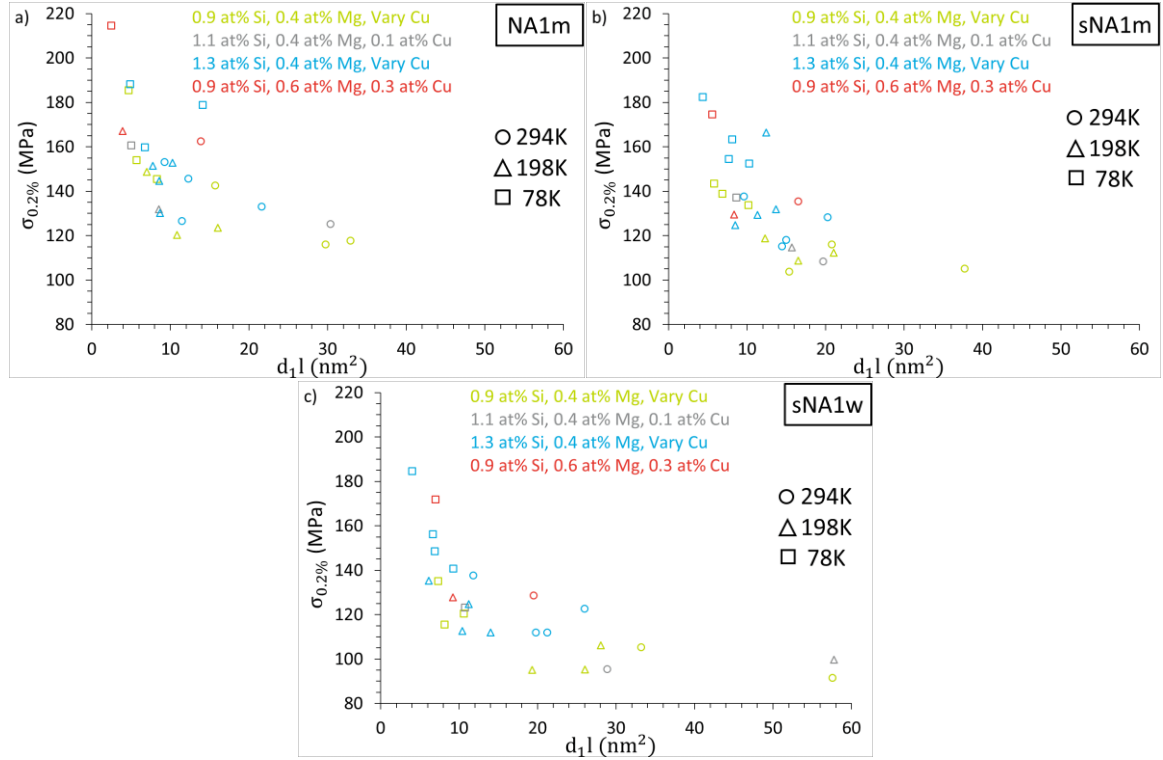 a)
0.9 at% Si, 0.4 at% Mg, Vary Cu
1.1 at% Si, 0.4 at% Mg, 0.1 at% Cu
1.3 at% Si, 0.4 at% Mg, Vary Cu
0.9 at% Si, 0.6 at% Mg, 0.3 at% Cu
NA1m
294K
198K
78K
220
200
180
160
140
120
100
80
σ0.2% (MPa)
0 10 20 30 40 50 60
d₁l (nm²)
b)
0.9 at% Si, 0.4 at% Mg, Vary Cu
1.1 at% Si, 0.4 at% Mg, 0.1 at% Cu
1.3 at% Si, 0.4 at% Mg, Vary Cu
0.9 at% Si, 0.6 at% Mg, 0.3 at% Cu
sNA1m
294K
198K
78K
220
200
180
160
140
120
100
80
σ0.2% (MPa)
0 10 20 30 40 50 60
d₁l (nm²)
c)
0.9 at% Si, 0.4 at% Mg, Vary Cu
1.1 at% Si, 0.4 at% Mg, 0.1 at% Cu
1.3 at% Si, 0.4 at% Mg, Vary Cu
0.9 at% Si, 0.6 at% Mg, 0.3 at% Cu
sNA1w
294K
198K
78K
220
200
180
160
140
120
100
80
σ0.2% (MPa)
0 10 20 30 40 50 60
d₁l (nm²)